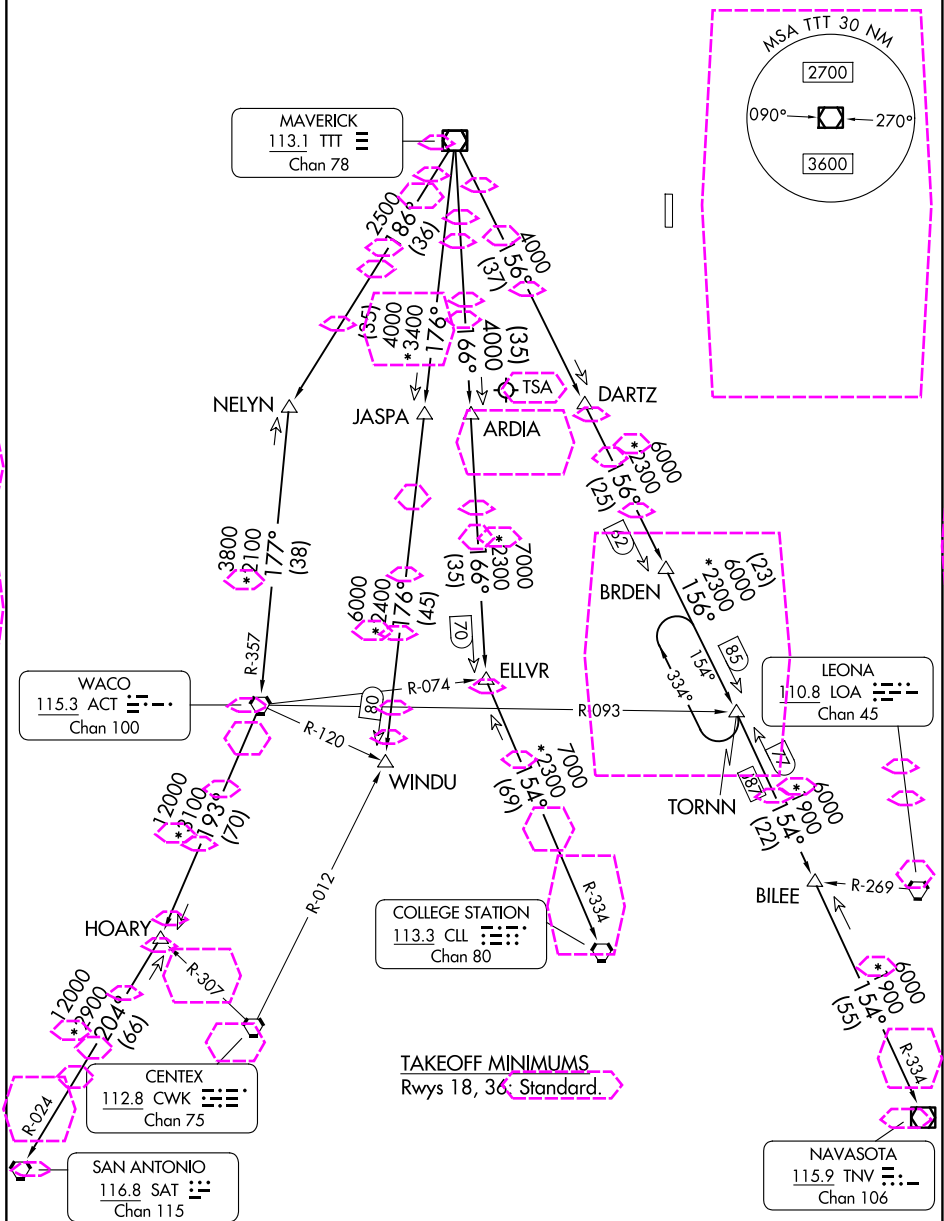 MSA TTT 30 NM
2700
090°
270°
3600
MAVERICK
113.1 TTT
Chan 78
2500
186°
(36)
(35)
4000
*3400
176°
4000
166°
(35)
4000
156°
(37)
TSA
NELYN
JASPA
ARDIA
DARTZ
6000
*2300
156°
(25)
3800
*2100
177°
(38)
6000
*2400
176°
(45)
7000
*2300
166°
(35)
62
BRDEN
(23)
6000
*2300
156°
70
R-357
154°
334°
85
WACO
115.3 ACT
Chan 100
R-074
ELLVR
R-093
R-120
80
WINDU
LEONA
110.8 LOA
Chan 45
TORNN
77
87
6000
*1900
154°
(22)
7000
*2300
154°
(69)
12000
*3100
193°
(70)
R-012
R-334
BILEE
R-269
HOARY
R-307
COLLEGE STATION
113.3 CLL
Chan 80
12000
*2900
204°
(66)
6000
*1900
154°
(55)
R-334
R-024
CENTEX
112.8 CWK
Chan 75
TAKEOFF MINIMUMS
Rwys 18, 36: Standard.
SAN ANTONIO
116.8 SAT
Chan 115
NAVASOTA
115.9 TNV
Chan 106